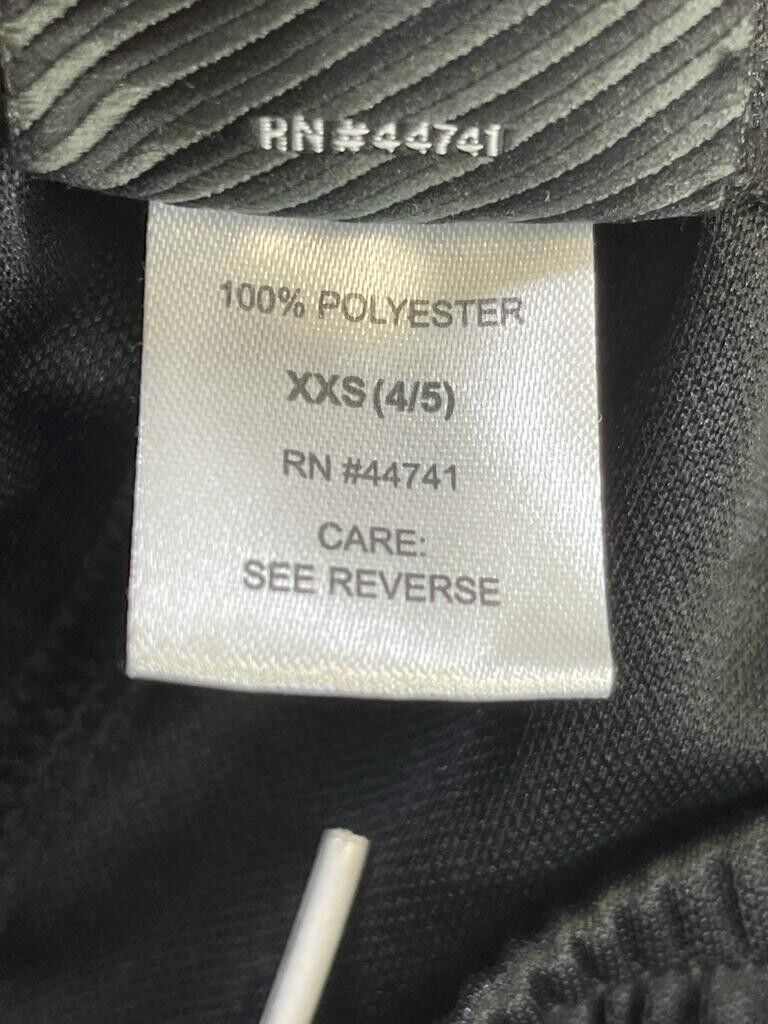 RN #44741
100% POLYESTER
XXS (4/5)
RN #44741
CARE:
SEE REVERSE